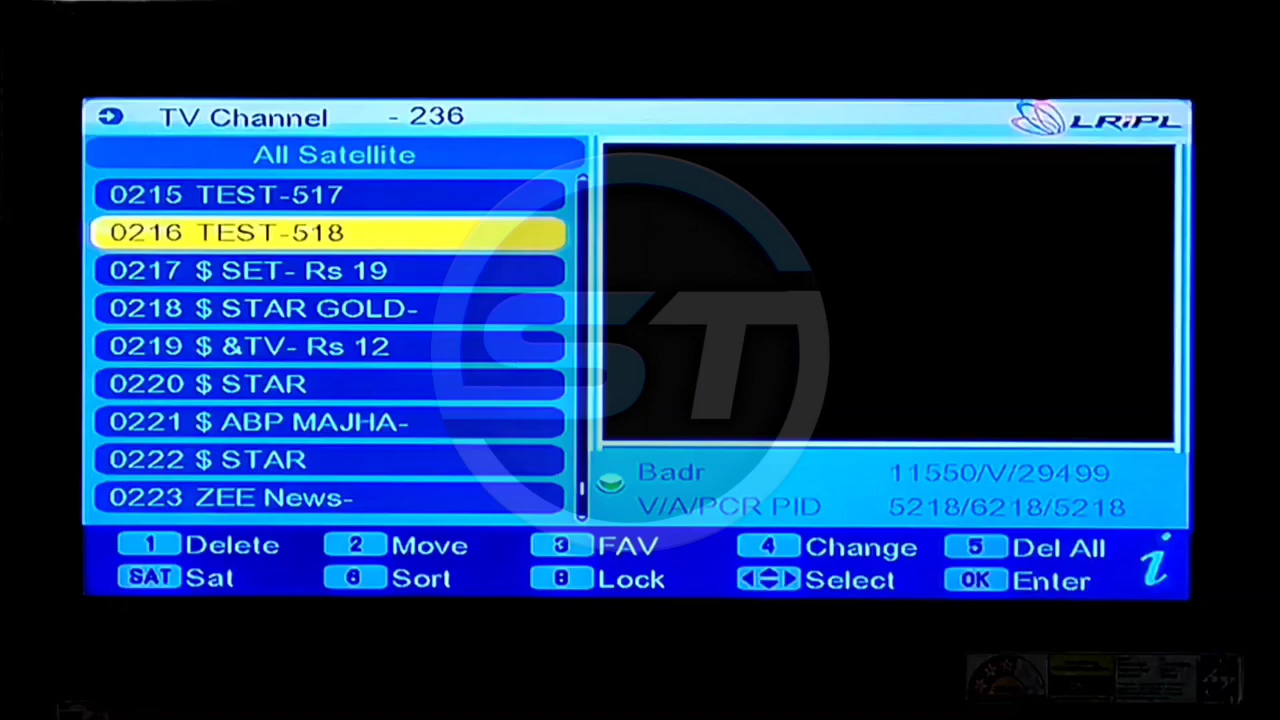 TV Channel - 236
LRIPL
All Satellite
0215 TEST-517
0216 TEST-518
0217 $ SET- Rs 19
0218 $ STAR GOLD-
0219 $ &TV- Rs 12
0220 $ STAR
0221 $ ABP MAJHA-
0222 $ STAR
0223 ZEE News-
ST
Badr 11550/V/29499
V/A/PCR PID 5218/6218/5218
1 Delete 2 Move 3 FAV 4 Change 5 Del All
SAT Sat 6 Sort 8 Lock Select OK Enter
i